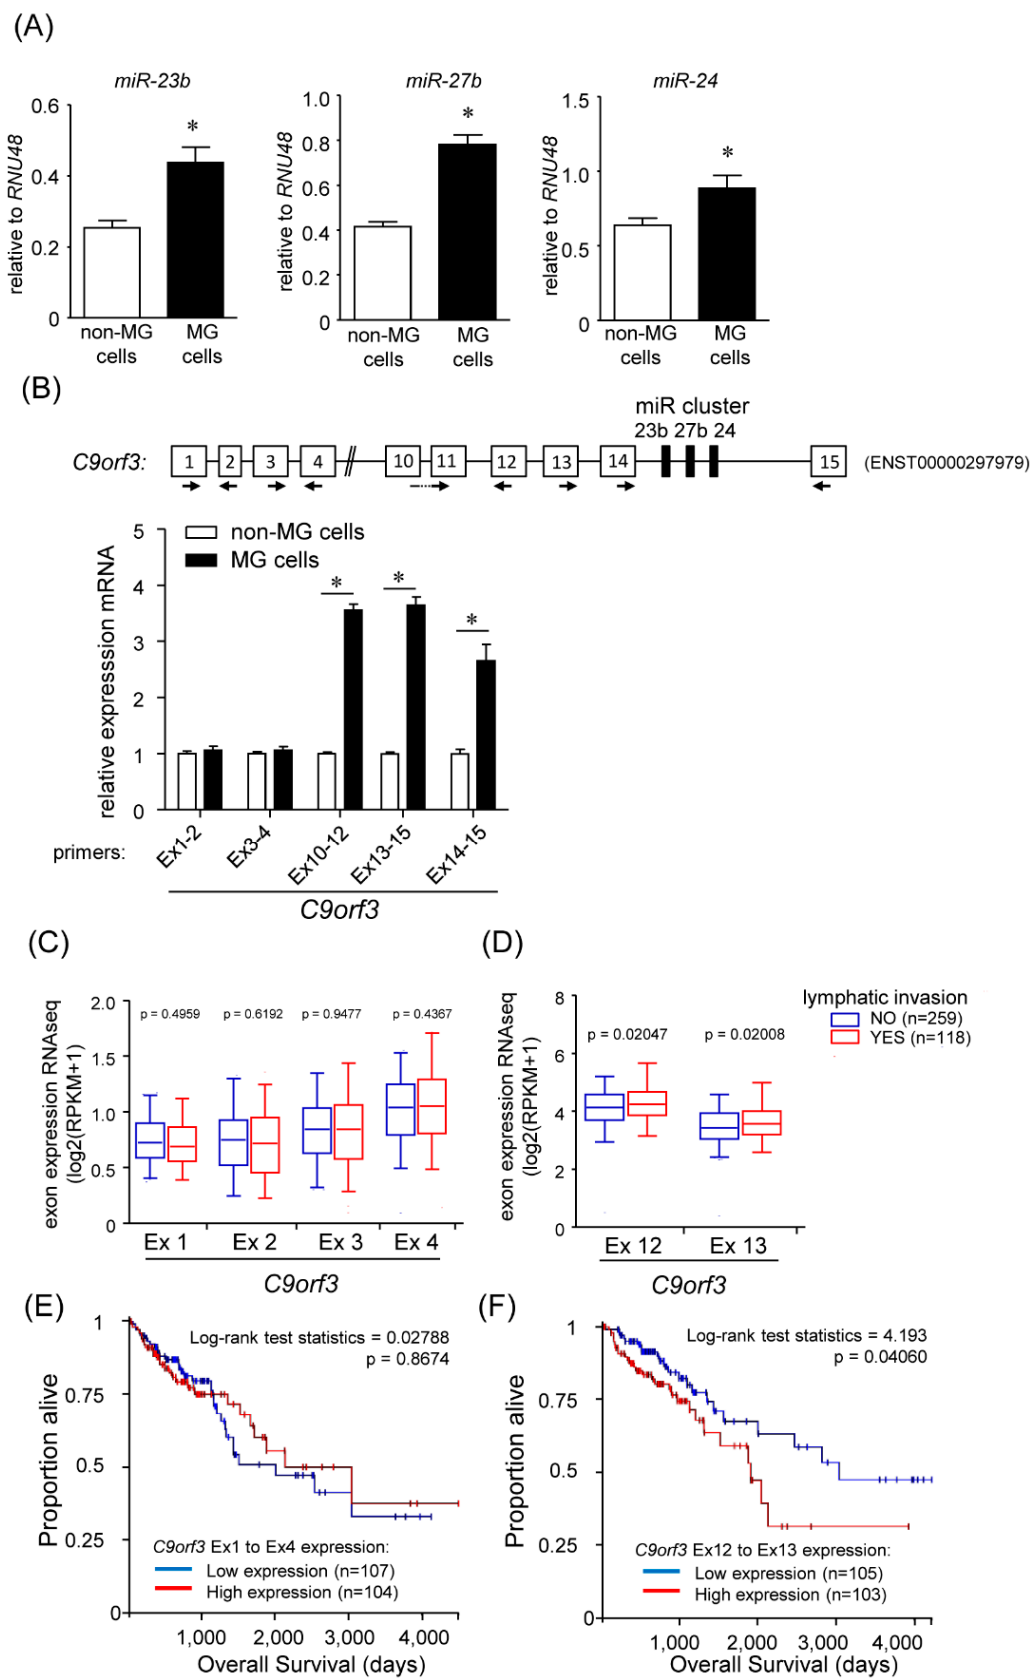 (A)
miR-23b
miR-27b
miR-24
relative to RNU48
0.6
0.4
0.2
0
non-MG cells
MG cells
*
relative to RNU48
1.0
0.8
0.6
0.4
0.2
0
non-MG cells
MG cells
*
relative to RNU48
1.5
1.0
0.5
0
non-MG cells
MG cells
*
(B)
miR cluster
23b 27b 24
C9orf3:
1 2 3 4 // 10 11 12 13 14 15
(ENST00000297979)
non-MG cells
MG cells
relative expresssion mRNA
5
4
3
2
1
0
* * *
primers:
Ex1-2
Ex3-4
Ex10-12
Ex13-15
Ex14-15
C9orf3
(C)
exon expression RNAseq
(log2(RPKM+1)
2.0
1.5
1.0
0.5
0
p = 0.4959
p = 0.6192
p = 0.9477
p = 0.4367
Ex 1
Ex 2
Ex 3
Ex 4
C9orf3
(D)
exon expression RNAseq
(log2(RPKM+1)
8
6
4
2
0
p = 0.02047
p = 0.02008
lymphatic invasion
NO (n=259)
YES (n=118)
Ex 12
Ex 13
C9orf3
(E)
Proportion alive
1
0.75
0.5
0.25
0
Log-rank test statistics = 0.02788
p = 0.8674
C9orf3 Ex1 to Ex4 expression:
Low expression (n=107)
High expression (n=104)
1,000 2,000 3,000 4,000
Overall Survival (days)
(F)
Proportion alive
1
0.75
0.5
0.25
0
Log-rank test statistics = 4.193
p = 0.04060
C9orf3 Ex12 to Ex13 expression:
Low expression (n=105)
High expression (n=103)
1,000 2,000 3,000 4,000
Overall Survival (days)